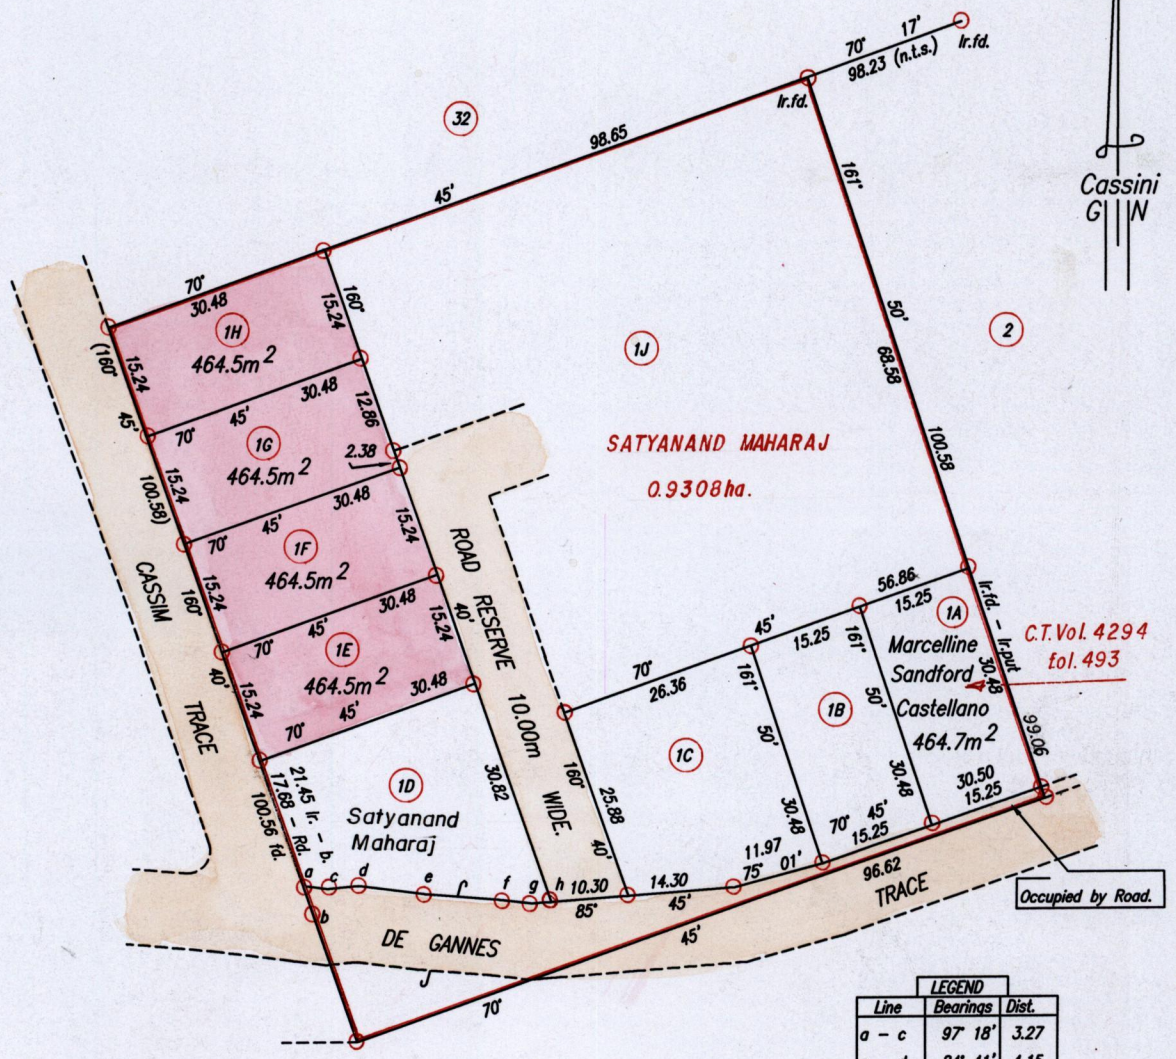 70° 17'
98.23 (n.t.s.)
Ir.fd.
Ir.fd.
32
98.65
45'
Cassini
G N
161°
50'
68.58
100.58
2
70°
30.48
1H
464.5m²
15.24
160°
(160°
15.24
45'
100.58)
70° 45' 30.48
1G
464.5m²
12.86
2.38
15.24
70° 45' 30.48
1F
464.5m²
15.24
15.24
160°
40'
70° 45' 30.48
1E
464.5m²
15.24
40'
15.24
70° 45' 30.48
1J
SATYANAND MAHARAJ
0.9308ha.
CASSIM
TRACE
ROAD
RESERVE
10.00m
WIDE.
160°
25.88
40'
56.86
15.25
1A
Marcelline
Sandford
Castellano
464.7m²
Ir.fd. - Ir.put
30.48
99.06
C.T.Vol. 4294
fol. 493
45'
15.25
161°
50'
30.48
1B
70°
26.36
161°
50'
30.48
1C
30.50
15.25
70° 45'
15.25
21.45 Ir. - b.
17.68 - Rd.
100.56 fd.
1D
Satyanand
Maharaj
30.82
a c d e f g h
b
10.30
85°
14.30
45'
11.97
75° 01'
96.62
45'
70°
DE GANNES
TRACE
Occupied by Road.
LEGEND
Line Bearings Dist.
a - c 97° 18' 3.27